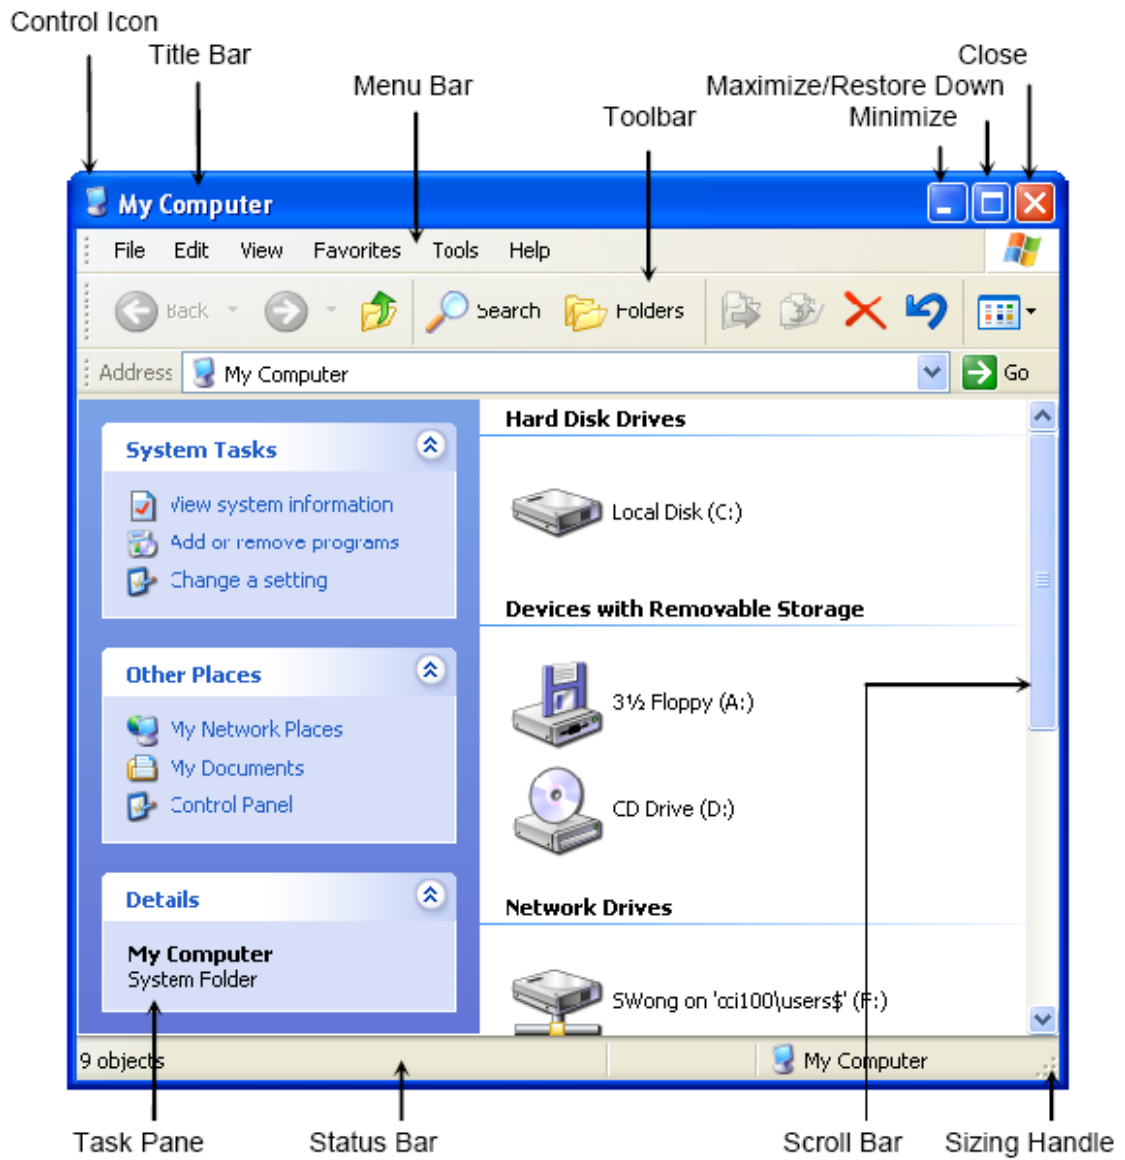 Control Icon
Title Bar
Close
Menu Bar
Maximize/Restore Down
Toolbar
Minimize
My Computer
File Edit View Favorites Tools Help
Back Search Folders
Address My Computer Go
Hard Disk Drives
System Tasks
View system information
Local Disk (C:)
Add or remove programs
Change a setting
Devices with Removable Storage
Other Places
3½ Floppy (A:)
My Network Places
My Documents
Control Panel
CD Drive (D:)
Details
Network Drives
My Computer
System Folder
SWong on 'cci100\users$' (F:)
9 objects
My Computer
Task Pane
Status Bar
Scroll Bar
Sizing Handle